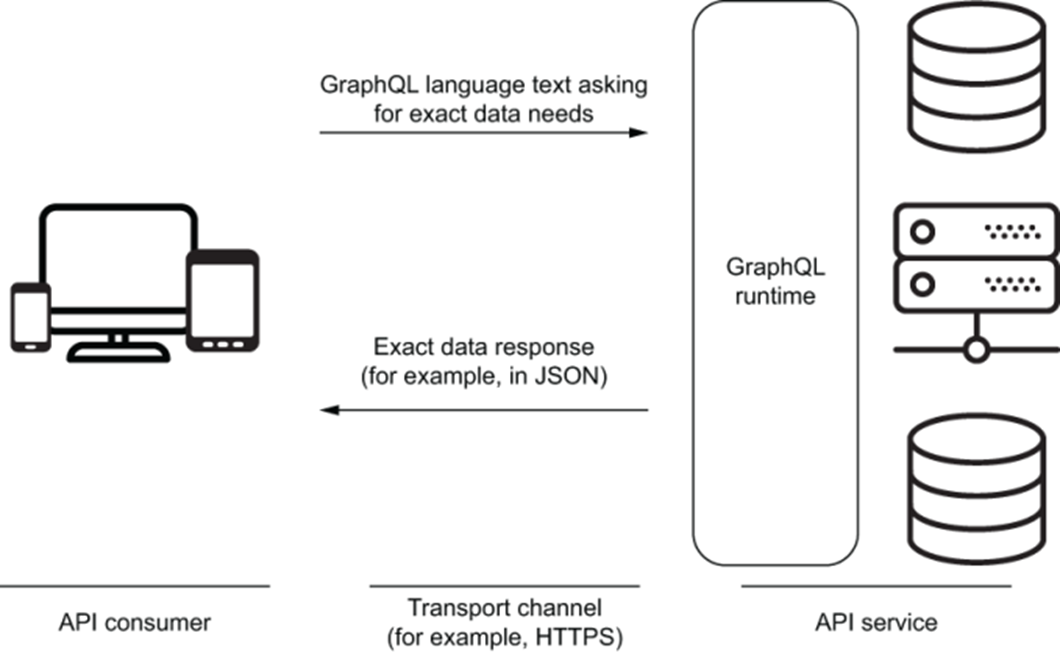 GraphQL language text asking
for exact data needs
GraphQL
runtime
Exact data response
(for example, in JSON)
API consumer
Transport channel
(for example, HTTPS)
API service